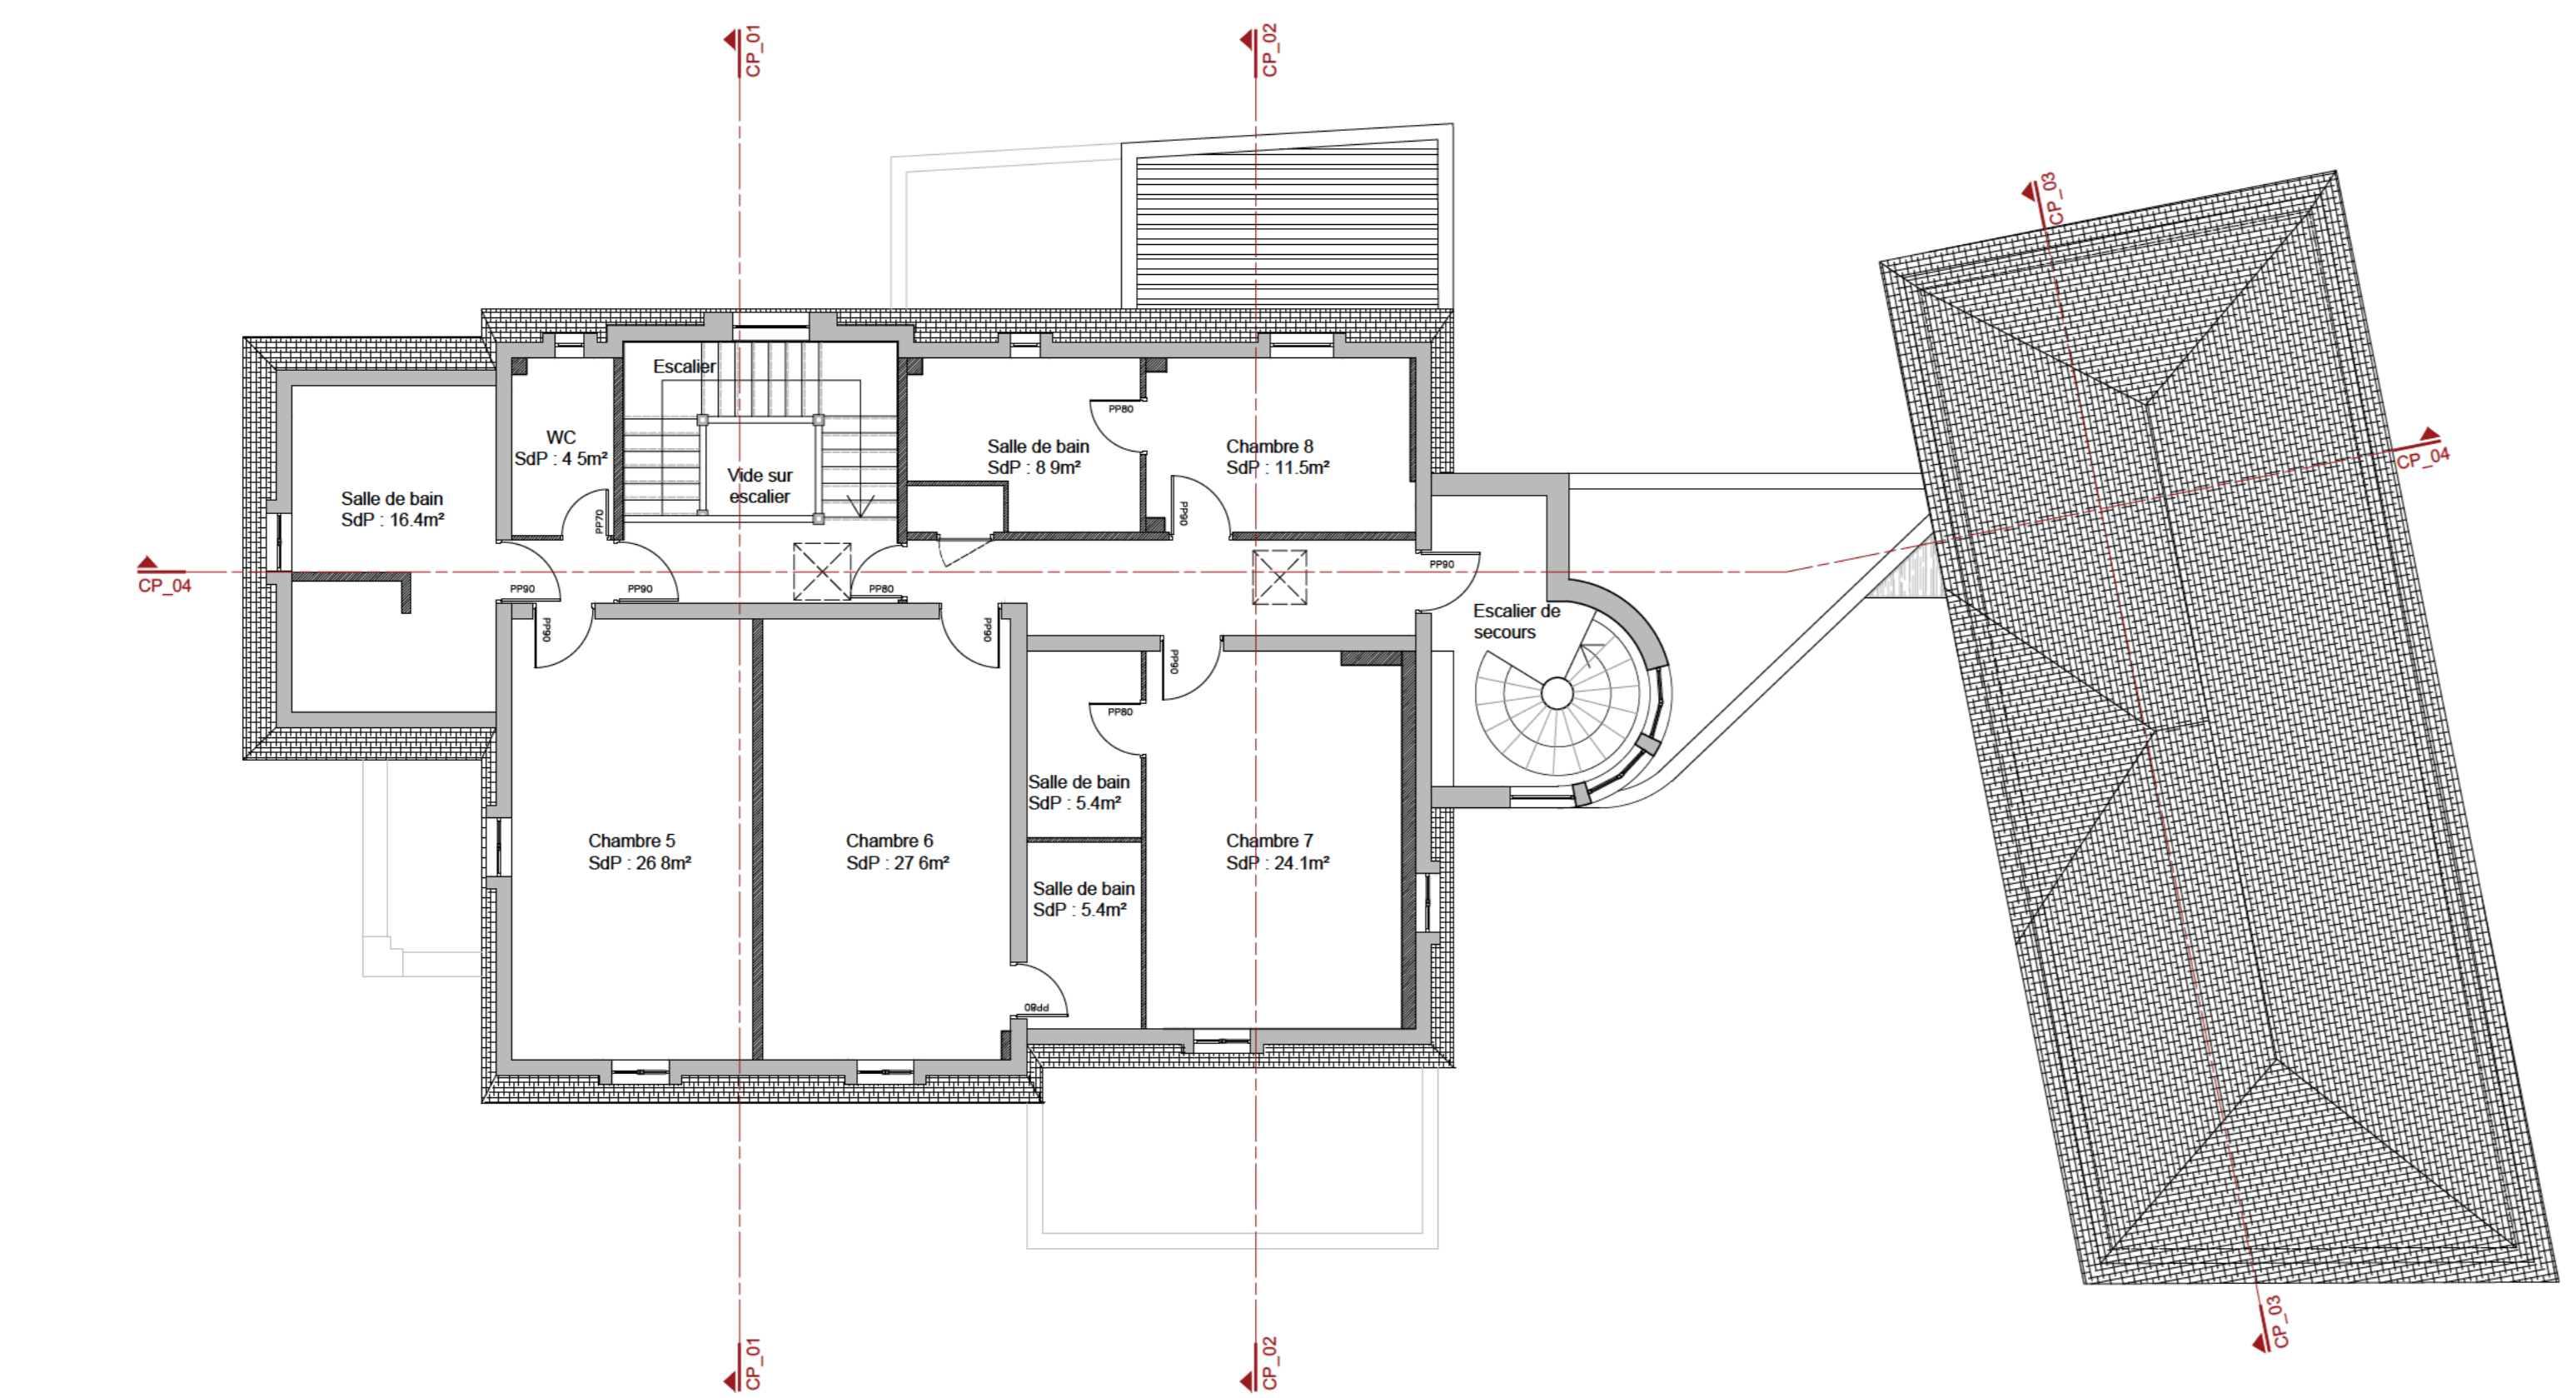 CP_01
CP_02
CP_03
Escalier
WC
SdP : 4 5m²
PP80
Salle de bain
SdP : 8 9m²
Chambre 8
SdP : 11.5m²
CP_04
Vide sur
escalier
Salle de bain
SdP : 16.4m²
PP70
PP90
CP_04
PP90
PP90
PP80
PP90
Escalier de
secours
PP90
PP90
PP90
PP80
Salle de bain
SdP : 5.4m²
Chambre 5
SdP : 26 8m²
Chambre 6
SdP : 27 6m²
Chambre 7
SdP : 24.1m²
Salle de bain
SdP : 5.4m²
PP80
CP_03
CP_01
CP_02